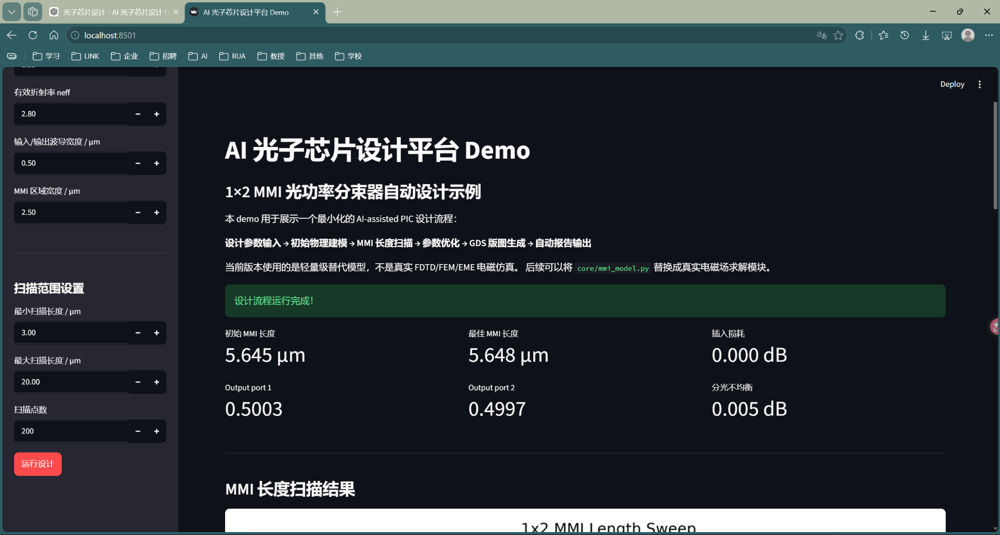 光子芯片设计 - AI 光子芯片设计 D
AI 光子芯片设计平台 Demo
localhost:8501
学习
LINK
企业
招聘
AI
RUA
教授
其他
学校
有效折射率 neff
2.80
输入/输出波导宽度 / μm
0.50
MMI 区域宽度 / μm
2.50
扫描范围设置
最小扫描长度 / μm
3.00
最大扫描长度 / μm
20.00
扫描点数
200
运行设计
Deploy
AI 光子芯片设计平台 Demo
1×2 MMI 光功率分束器自动设计示例
本 demo 用于展示一个最小化的 AI-assisted PIC 设计流程：
设计参数输入 → 初始物理建模 → MMI 长度扫描 → 参数优化 → GDS 版图生成 → 自动报告输出
当前版本使用的是轻量级替代模型，不是真实 FDTD/FEM/EME 电磁仿真。 后续可以将 core/mmi_model.py 替换成真实电磁场求解模块。
设计流程运行完成！
初始 MMI 长度
5.645 μm
最佳 MMI 长度
5.648 μm
插入损耗
0.000 dB
Output port 1
0.5003
Output port 2
0.4997
分光不均衡
0.005 dB
MMI 长度扫描结果
1x2 MMI Length Sweep